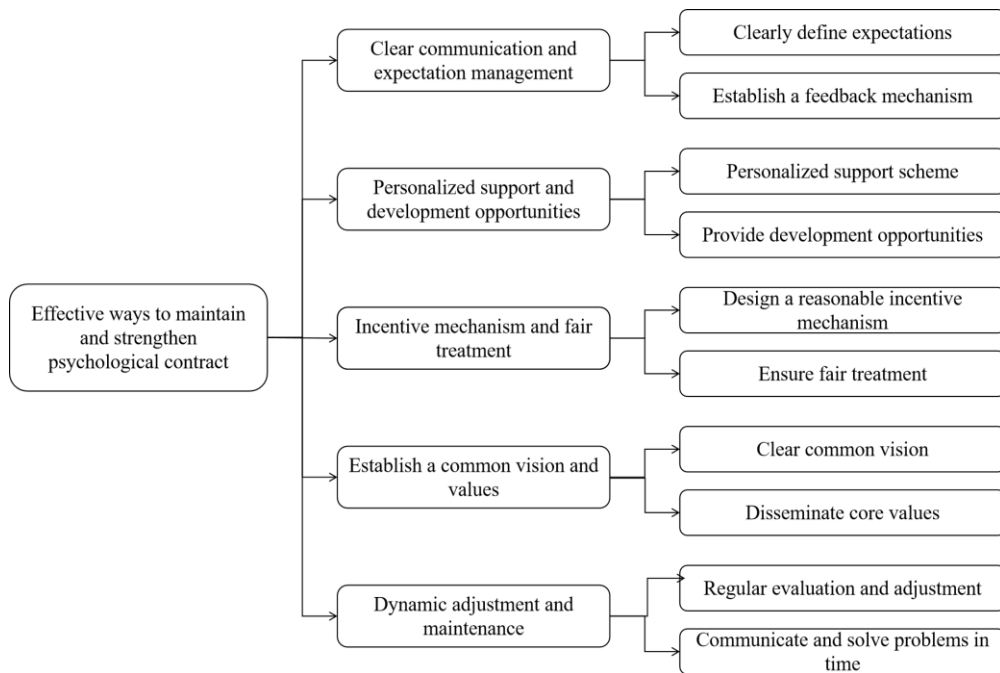 Effective ways to maintain
and strengthen
psychological contract
Clear communication and
expectation management
Clearly define expectations
Establish a feedback mechanism
Personalized support and
development opportunities
Personalized support scheme
Provide development opportunities
Incentive mechanism and fair
treatment
Design a reasonable incentive
mechanism
Ensure fair treatment
Establish a common vision and
values
Clear common vision
Disseminate core values
Dynamic adjustment and
maintenance
Regular evaluation and adjustment
Communicate and solve problems in
time